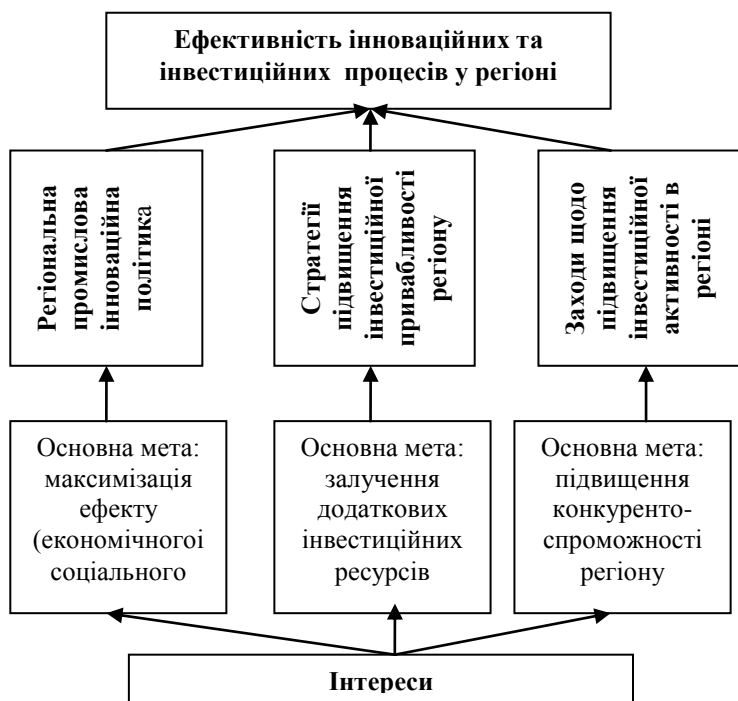 Ефективність інноваційних та
інвестиційних процесів у регіоні
Регіональна
промислова
інноваційна
політика
Стратегії
підвищення
інвестиційної
привабливості
регіону
Заходи щодо
підвищення
інвестиційної
активності в
регіоні
Основна мета:
максимізація
ефекту
(економічногоі
соціального
Основна мета:
залучення
додаткових
інвестиційних
ресурсів
Основна мета:
підвищення
конкуренто-
спроможності
регіону
Інтереси